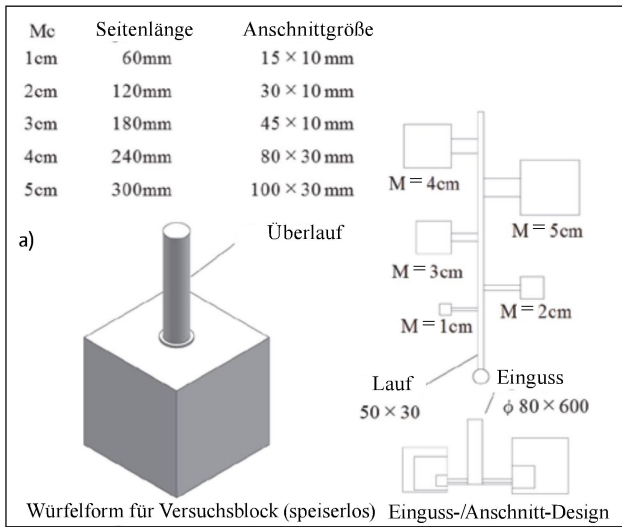 Mc Seitenlänge Anschnittgröße
1cm 60mm 15 × 10 mm
2cm 120mm 30 × 10 mm
3cm 180mm 45 × 10 mm
4cm 240mm 80 × 30 mm
5cm 300mm 100 × 30 mm
a)
Überlauf
M = 4cm
M = 5cm
M = 3cm
M = 2cm
M = 1cm
Lauf
50 × 30
Einguss
ϕ 80 × 600
Würfelform für Versuchsblock (speiserlos)
Einguss-/Anschnitt-Design